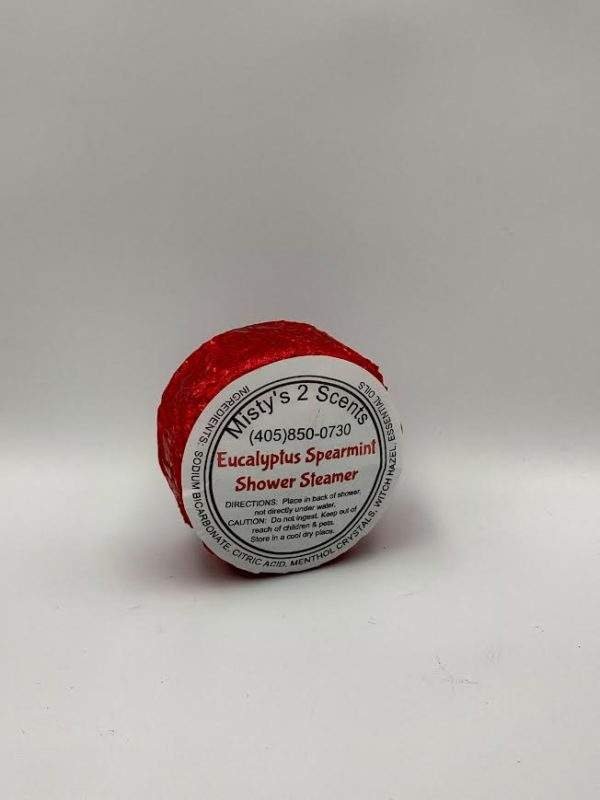 Misty's 2 Scents
(405)850-0730
Eucalyptus Spearmint
Shower Steamer
DIRECTIONS: Place in back of shower,
not directly under water.
CAUTION: Do not ingest. Keep out of
reach of children & pets.
Store in a cool dry place.
INGREDIENTS: SODIUM BICARBONATE, CITRIC ACID, MENTHOL CRYSTALS, WITCH HAZEL, ESSENTIAL OILS